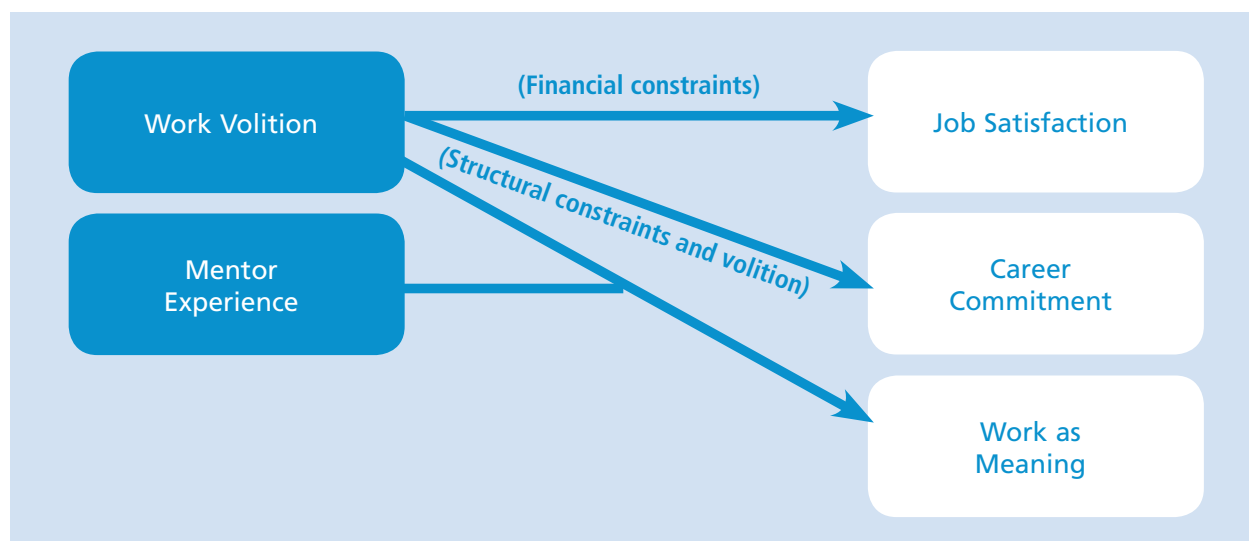 Work Volition
(Financial constraints)
Job Satisfaction
(Structural constraints and volition)
Mentor
Experience
Career
Commitment
Work as
Meaning